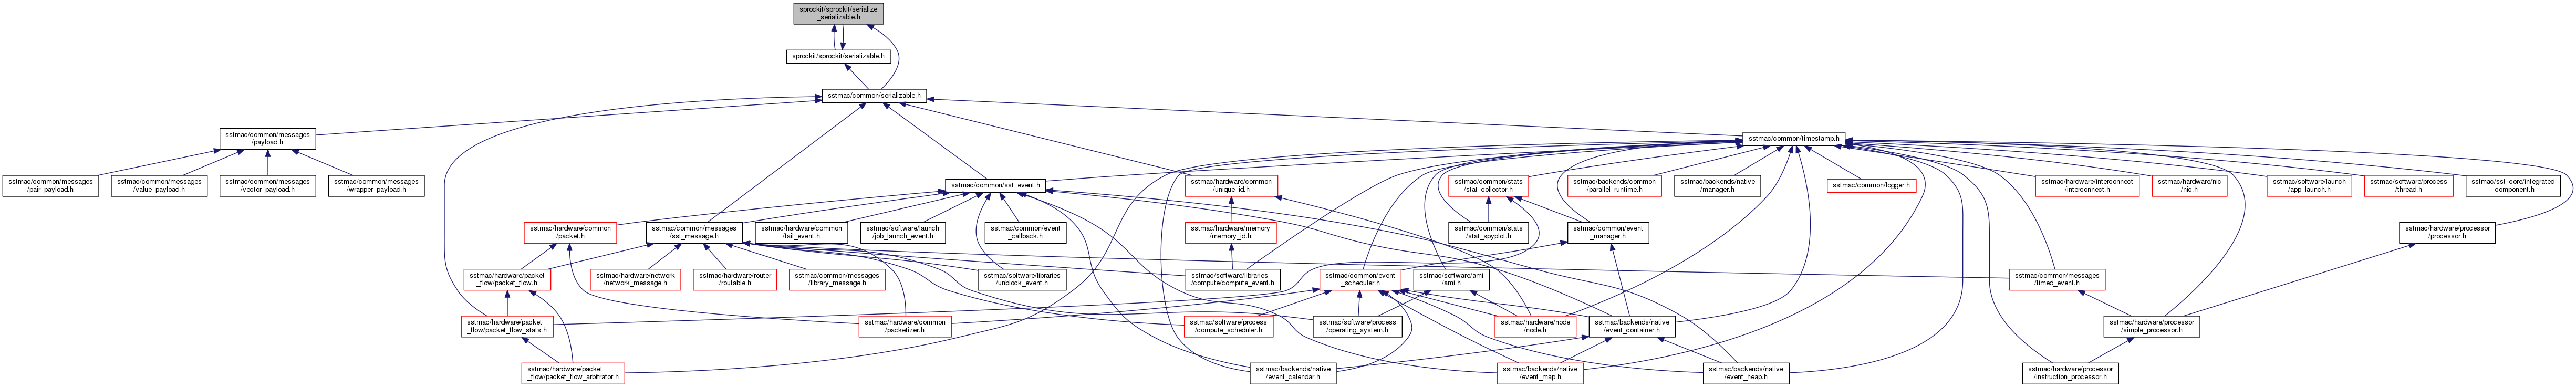 sprockit/sprockit/serialize
_serializable.h
sprockit/sprockit/serializable.h
sstmac/common/serializable.h
sstmac/common/messages
/payload.h
sstmac/common/timestamp.h
sstmac/common/messages
/pair_payload.h
sstmac/common/messages
/value_payload.h
sstmac/common/messages
/vector_payload.h
sstmac/common/messages
/wrapper_payload.h
sstmac/common/sst_event.h
sstmac/hardware/common
/unique_id.h
sstmac/common/stats
/stat_collector.h
sstmac/backends/common
/parallel_runtime.h
sstmac/backends/native
/manager.h
sstmac/common/logger.h
sstmac/hardware/interconnect
/interconnect.h
sstmac/hardware/nic
/nic.h
sstmac/software/launch
/app_launch.h
sstmac/software/process
/thread.h
sstmac/sst_core/integrated
_component.h
sstmac/hardware/common
/packet.h
sstmac/common/messages
/sst_message.h
sstmac/hardware/common
/fail_event.h
sstmac/software/launch
/job_launch_event.h
sstmac/common/event
_callback.h
sstmac/hardware/memory
/memory_id.h
sstmac/common/stats
/stat_spyplot.h
sstmac/common/event
_manager.h
sstmac/hardware/processor
/processor.h
sstmac/hardware/packet
_flow/packet_flow.h
sstmac/hardware/network
/network_message.h
sstmac/hardware/router
/routable.h
sstmac/common/messages
/library_message.h
sstmac/software/libraries
/unblock_event.h
sstmac/software/libraries
/compute/compute_event.h
sstmac/common/event
_scheduler.h
sstmac/software/ami
/ami.h
sstmac/common/messages
/timed_event.h
sstmac/hardware/packet
_flow/packet_flow_stats.h
sstmac/hardware/common
/packetizer.h
sstmac/software/process
/compute_scheduler.h
sstmac/software/process
/operating_system.h
sstmac/hardware/node
/node.h
sstmac/backends/native
/event_container.h
sstmac/hardware/processor
/simple_processor.h
sstmac/hardware/packet
_flow/packet_flow_arbitrator.h
sstmac/backends/native
/event_calendar.h
sstmac/backends/native
/event_map.h
sstmac/backends/native
/event_heap.h
sstmac/hardware/processor
/instruction_processor.h